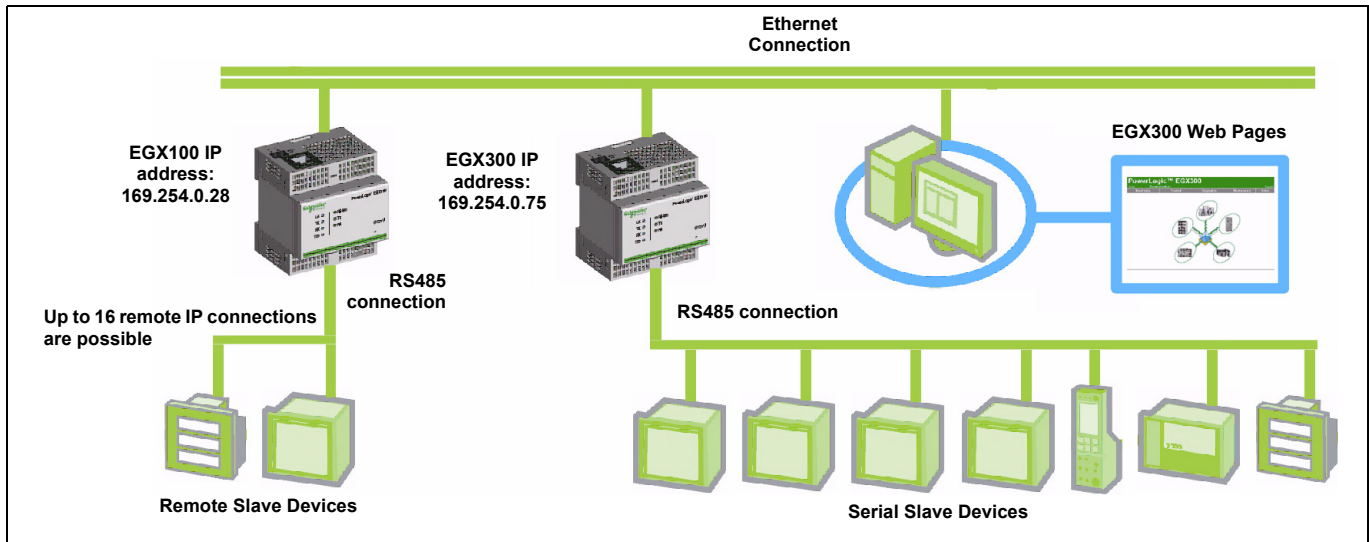 Ethernet
Connection
EGX100 IP
address:
169.254.0.28
EGX300 IP
address:
169.254.0.75
EGX300 Web Pages
PowerLogic™ EGX300
RS485
connection
Up to 16 remote IP connections
are possible
RS485 connection
Remote Slave Devices
Serial Slave Devices